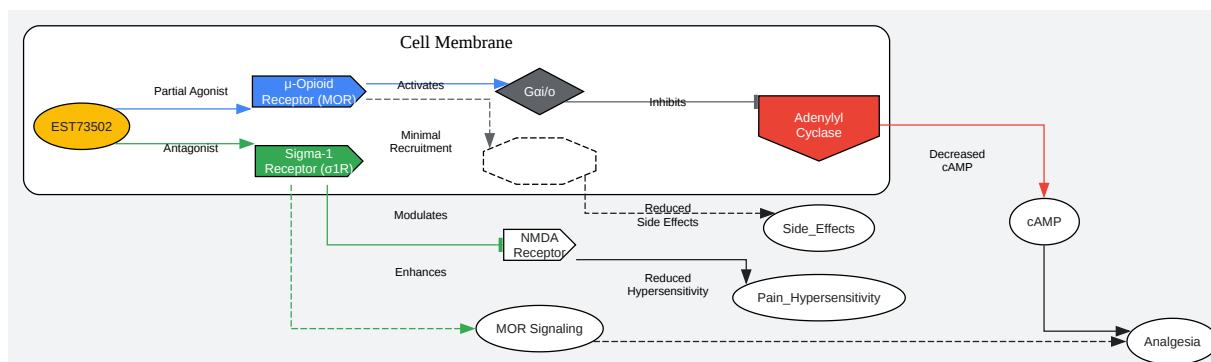 Cell Membrane
EST73502
Partial Agonist
Antagonist
μ-Opioid
Receptor (MOR)
Sigma-1
Receptor (σ1R)
Activates
Minimal
Recruitment
Gαi/o
Inhibits
Adenylyl
Cyclase
Decreased
cAMP
cAMP
Modulates
Enhances
NMDA
Receptor
Reduced
Side Effects
Side_Effects
Reduced
Hypersensitivity
Pain_Hypersensitivity
MOR Signaling
Analgesia